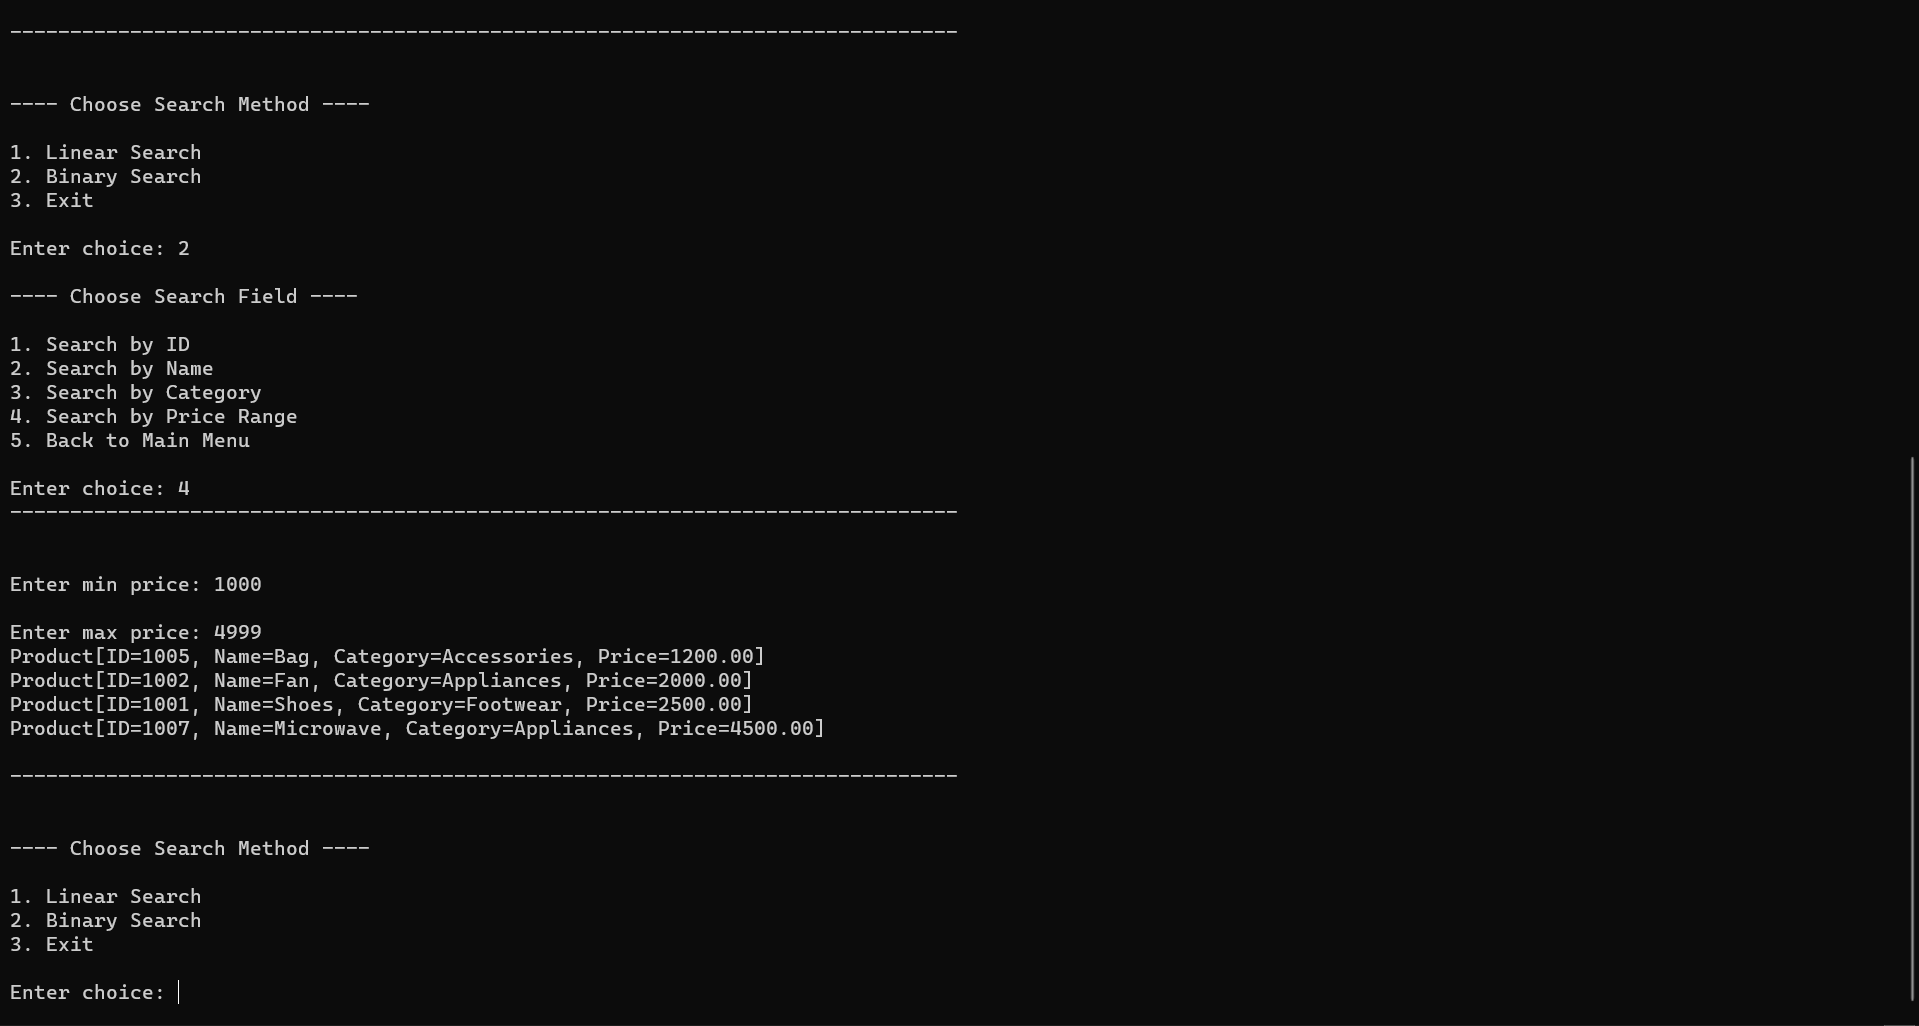 -------------------------------------------------------------------------------
---- Choose Search Method ----
1. Linear Search
2. Binary Search
3. Exit
Enter choice: 2
---- Choose Search Field ----
1. Search by ID
2. Search by Name
3. Search by Category
4. Search by Price Range
5. Back to Main Menu
Enter choice: 4
-------------------------------------------------------------------------------
Enter min price: 1000
Enter max price: 4999
Product[ID=1005, Name=Bag, Category=Accessories, Price=1200.00]
Product[ID=1002, Name=Fan, Category=Appliances, Price=2000.00]
Product[ID=1001, Name=Shoes, Category=Footwear, Price=2500.00]
Product[ID=1007, Name=Microwave, Category=Appliances, Price=4500.00]
-------------------------------------------------------------------------------
---- Choose Search Method ----
1. Linear Search
2. Binary Search
3. Exit
Enter choice: